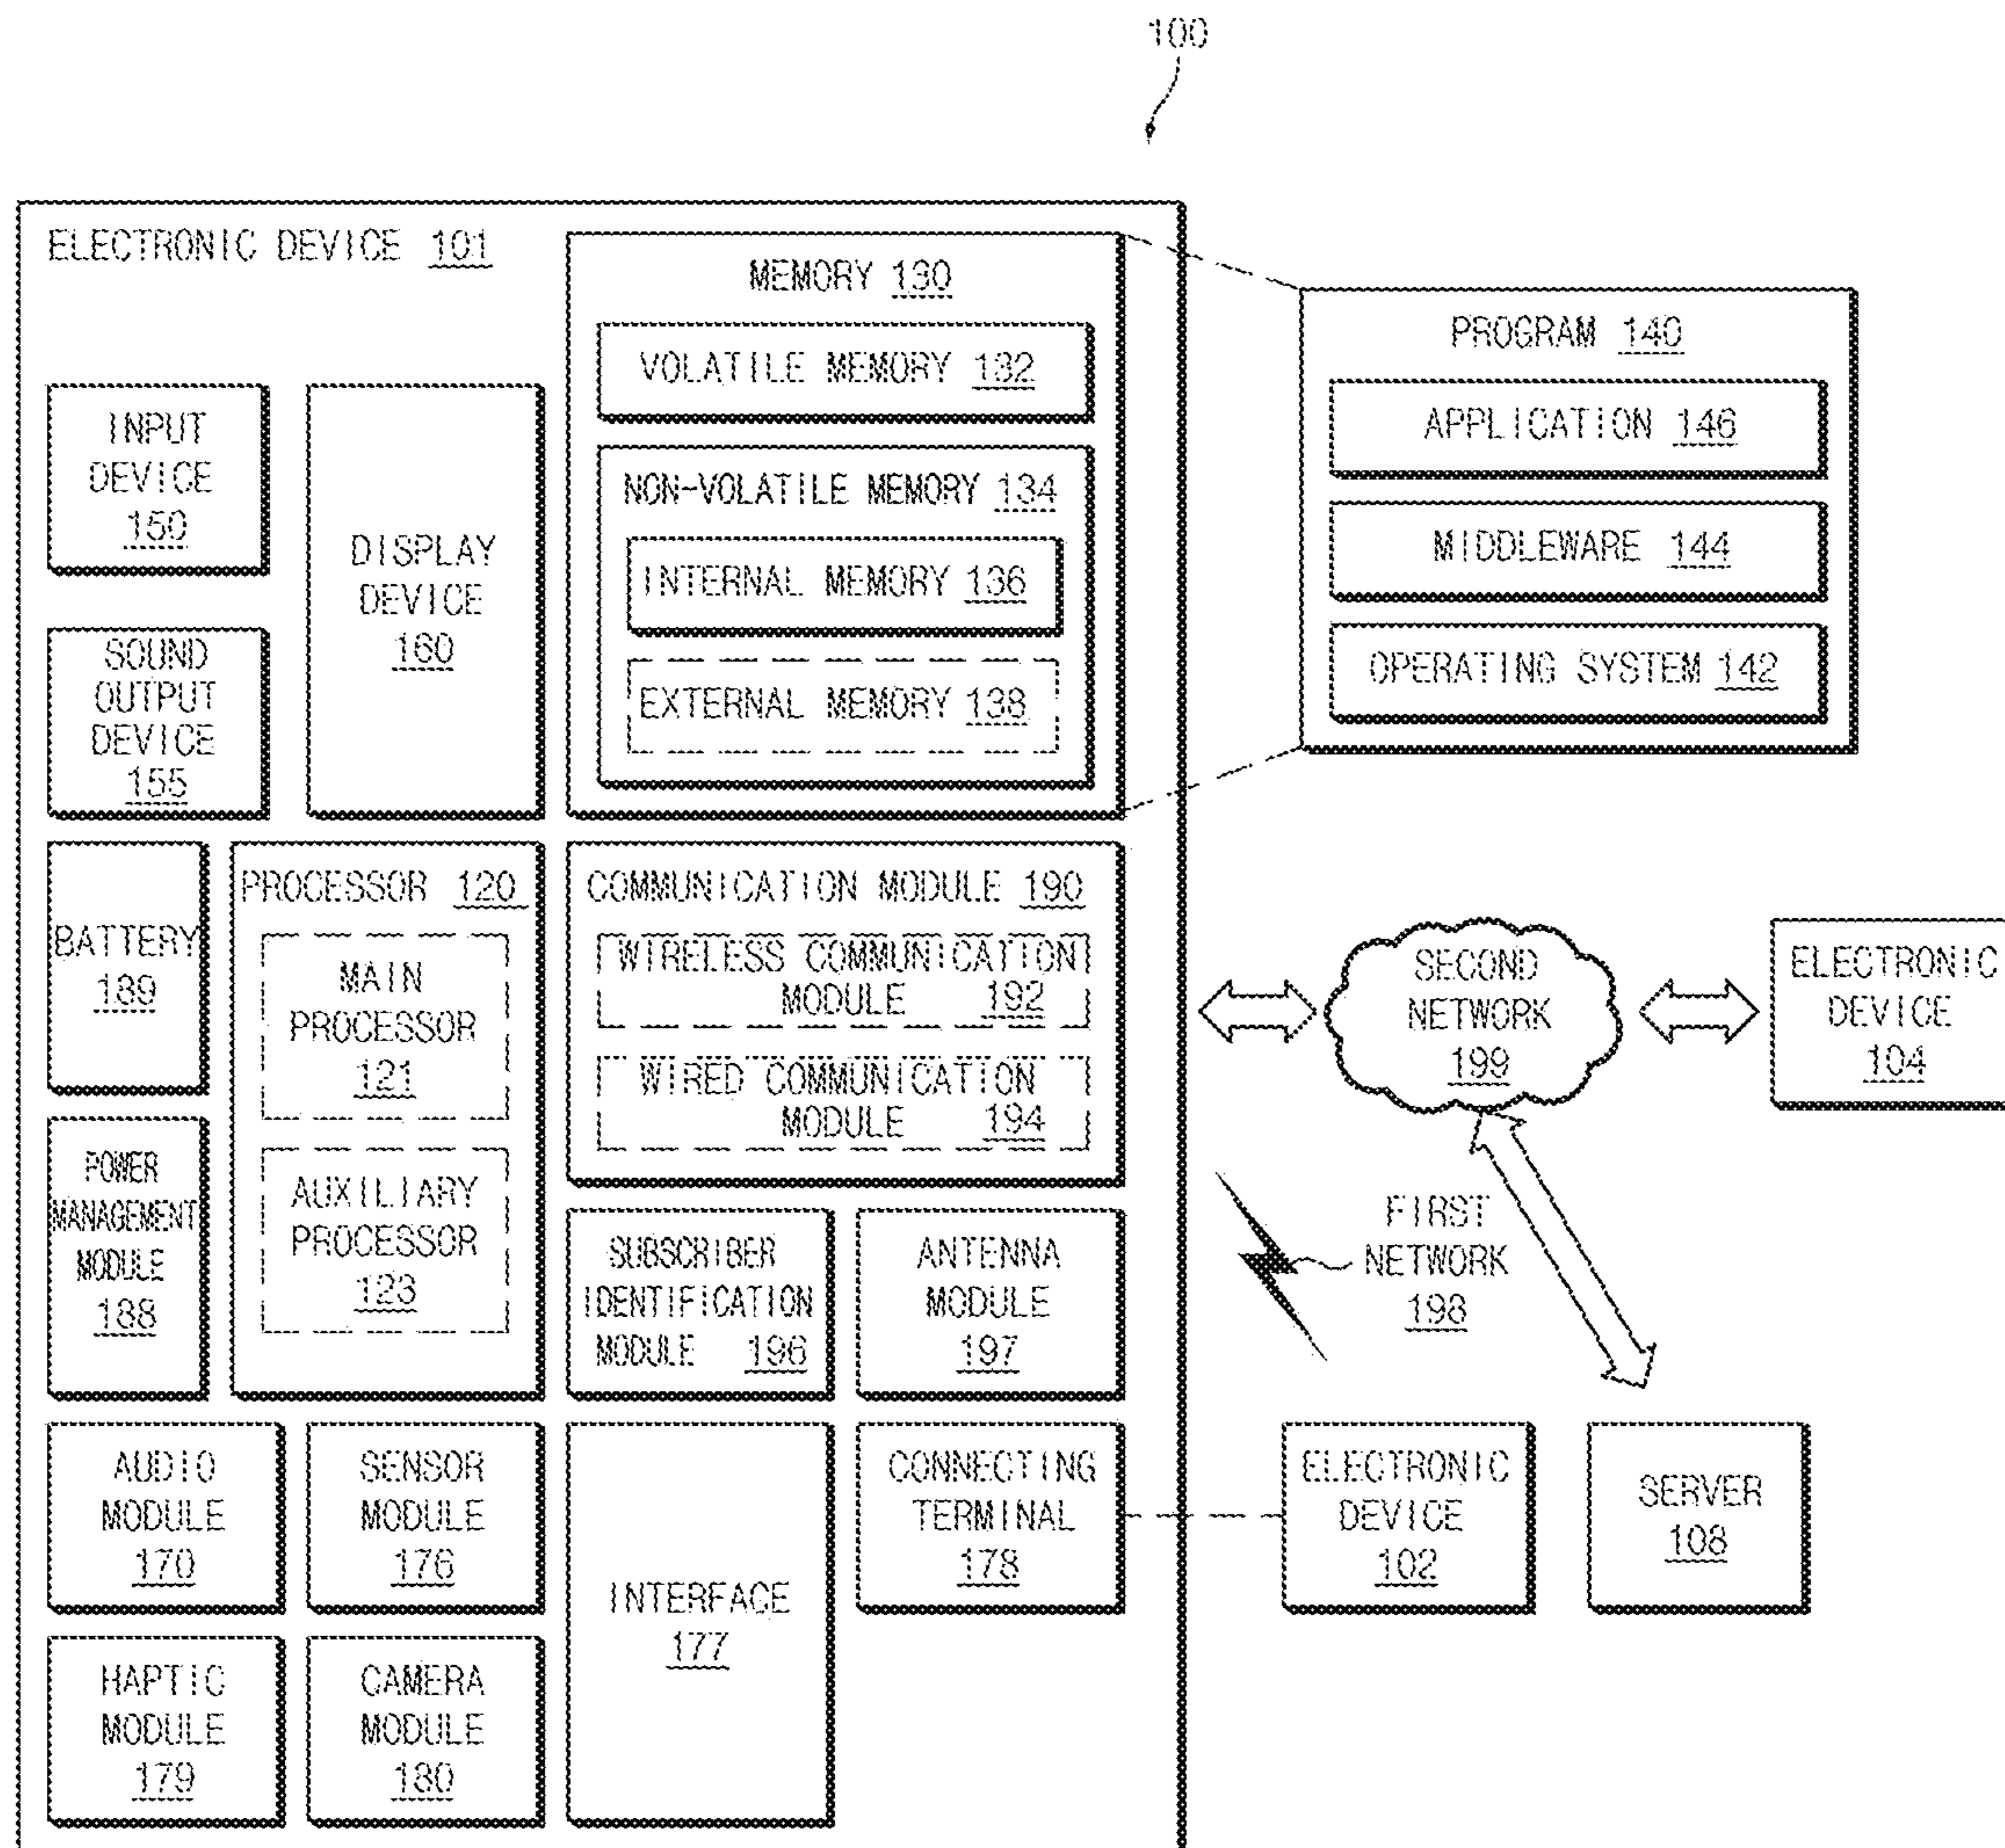 100
ELECTRONIC DEVICE 101
MEMORY 130
VOLATILE MEMORY 132
NON-VOLATILE MEMORY 134
INTERNAL MEMORY 136
EXTERNAL MEMORY 138
PROGRAM 140
APPLICATION 146
MIDDLEWARE 144
OPERATING SYSTEM 142
INPUT
DEVICE
150
SOUND
OUTPUT
DEVICE
155
DISPLAY
DEVICE
160
BATTERY
189
POWER
MANAGEMENT
MODULE
188
PROCESSOR 120
MAIN
PROCESSOR
121
AUXILIARY
PROCESSOR
123
COMMUNICATION MODULE 190
WIRELESS COMMUNICATION
MODULE 192
WIRED COMMUNICATION
MODULE 194
SUBSCRIBER
IDENTIFICATION
MODULE 196
ANTENNA
MODULE
197
SECOND
NETWORK
199
ELECTRONIC
DEVICE
104
FIRST
NETWORK
198
AUDIO
MODULE
170
SENSOR
MODULE
176
INTERFACE
177
CONNECTING
TERMINAL
178
ELECTRONIC
DEVICE
102
SERVER
108
HAPTIC
MODULE
179
CAMERA
MODULE
180